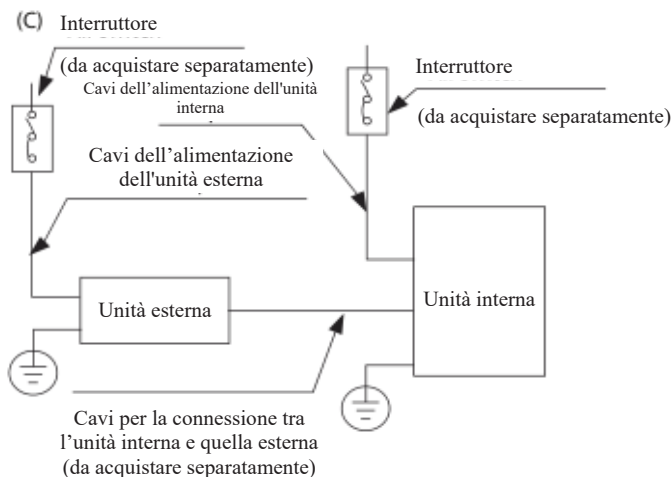 (C) Interruttore
(da acquistare separatamente)
Cavi dell’alimentazione dell'unità
interna
Interruttore
(da acquistare separatamente)
Cavi dell’alimentazione
dell'unità esterna
Unità esterna
Unità interna
Cavi per la connessione tra
l’unità interna e quella esterna
(da acquistare separatamente)